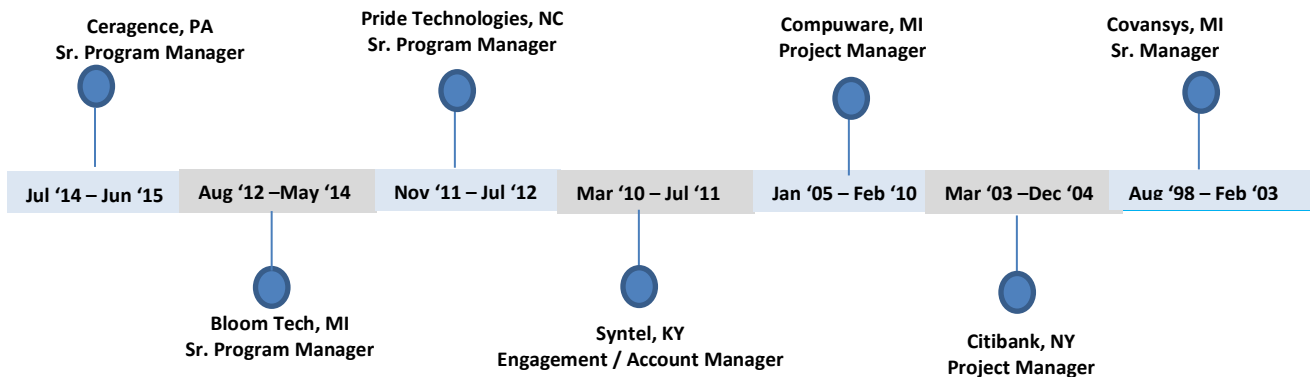 Ceragence, PA
Sr. Program Manager
Pride Technologies, NC
Sr. Program Manager
Compuware, MI
Project Manager
Covansys, MI
Sr. Manager
Jul ‘14 – Jun ‘15
Aug ‘12 –May ‘14
Nov ‘11 – Jul ‘12
Mar ‘10 – Jul ‘11
Jan ‘05 – Feb ‘10
Mar ‘03 –Dec ‘04
Aug ‘98 – Feb ‘03
Bloom Tech, MI
Sr. Program Manager
Syntel, KY
Engagement / Account Manager
Citibank, NY
Project Manager